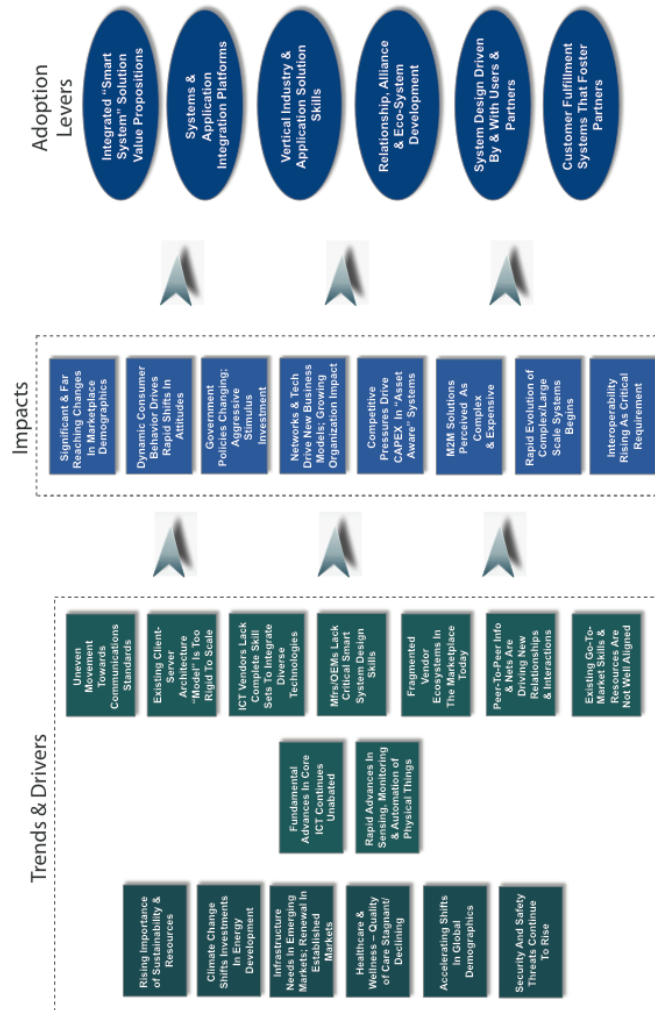 Trends & Drivers
Rising Importance
of Sustainability &
Resources
Climate Change
Shifts Investments
In Energy
Development
Infrastructure
Needs In Emerging
Markets; Renewal In
Established
Markets
Healthcare &
Wellness – Quality
of Care Stagnant/
Declining
Accelerating Shifts
In Global
Demographics
Security And Safety
Threats Continue
To Rise
Fundamental
Advances In Core
ICT Continues
Unabated
Rapid Advances In
Sensing, Monitoring
& Automation of
Physical Things
Uneven
Movement
Towards
Communications
Standards
Existing Client-
Server
Architecture
"Model" Is Too
Rigid To Scale
ICT Vendors Lack
Complete Skill
Sets To Integrate
Diverse
Technologies
Mfrs/OEMs Lack
Critical Smart
System Design
Skills
Fragmented
Vendor
Ecosystems In
The Marketplace
Today
Peer-To-Peer Info
& Nets Are
Driving New
Relationships
& Interactions
Existing Go-To-
Market Skills &
Resources Are
Not Well Aligned
Impacts
Significant & Far
Reaching Changes
In Marketplace
Demographics
Dynamic Consumer
Behavior Drives
Rapid Shifts In
Attitudes
Government
Policies Changing;
Aggressive
Stimulus
Investment
Networks & Tech
Drive New Business
Models; Growing
Organization Impact
Competitive
Pressures Drive
CAPEX In "Asset
Aware" Systems
M2M Solutions
Perceived As
Complex
& Expensive
Rapid Evolution of
Complex/Large
Scale Systems
Begins
Interoperability
Rising As Critical
Requirement
Adoption
Levers
Integrated "Smart
System" Solution
Value Propositions
Systems &
Application
Integration Platforms
Vertical Industry &
Application Solution
Skills
Relationship, Alliance
& Eco-System
Development
System Design Driven
By & With Users &
Partners
Customer Fulfillment
Systems That Foster
Partners